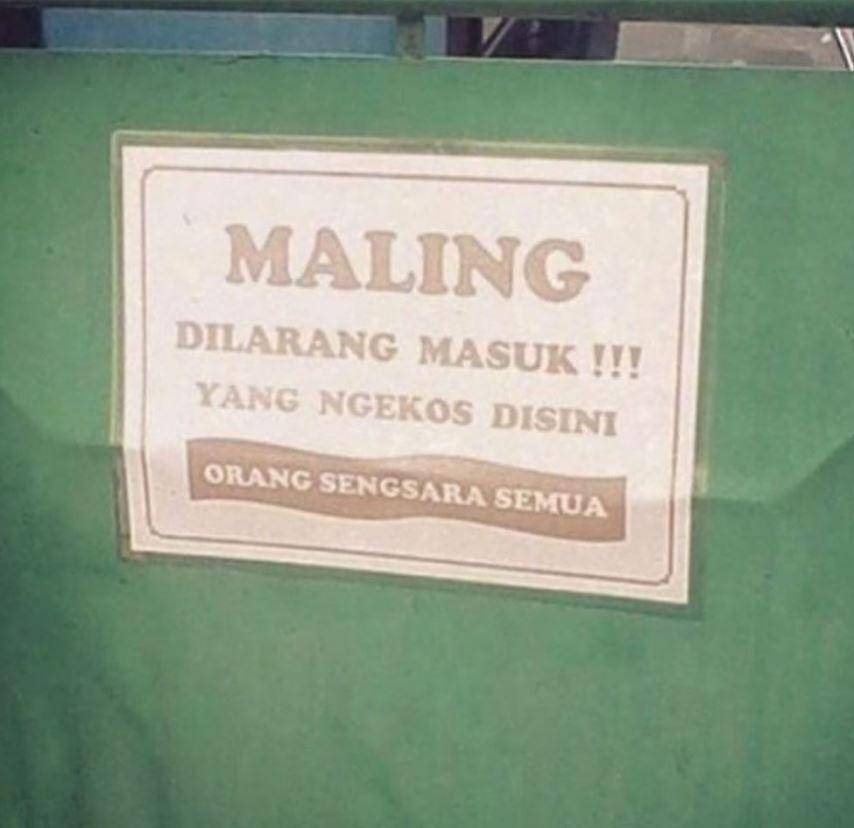 MALING
DILARANG MASUK !!!
YANG NGEKOS DISINI
ORANG SENGSARA SEMUA